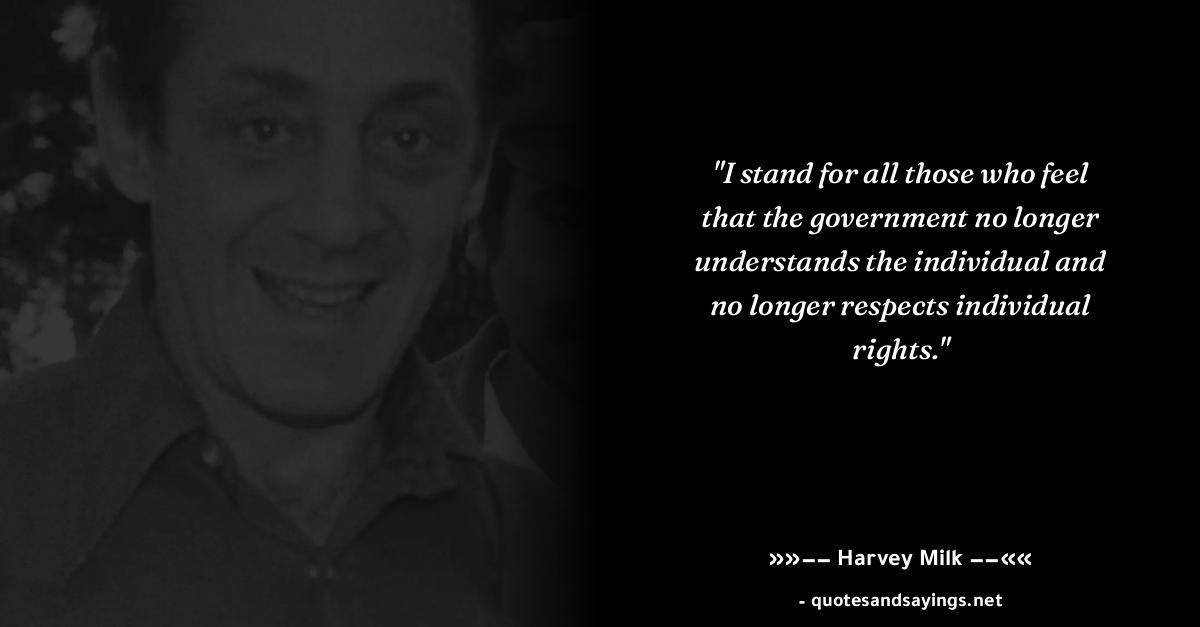 "I stand for all those who feel
that the government no longer
understands the individual and
no longer respects individual
rights."
»»–– Harvey Milk ––««
- quotesandsayings.net